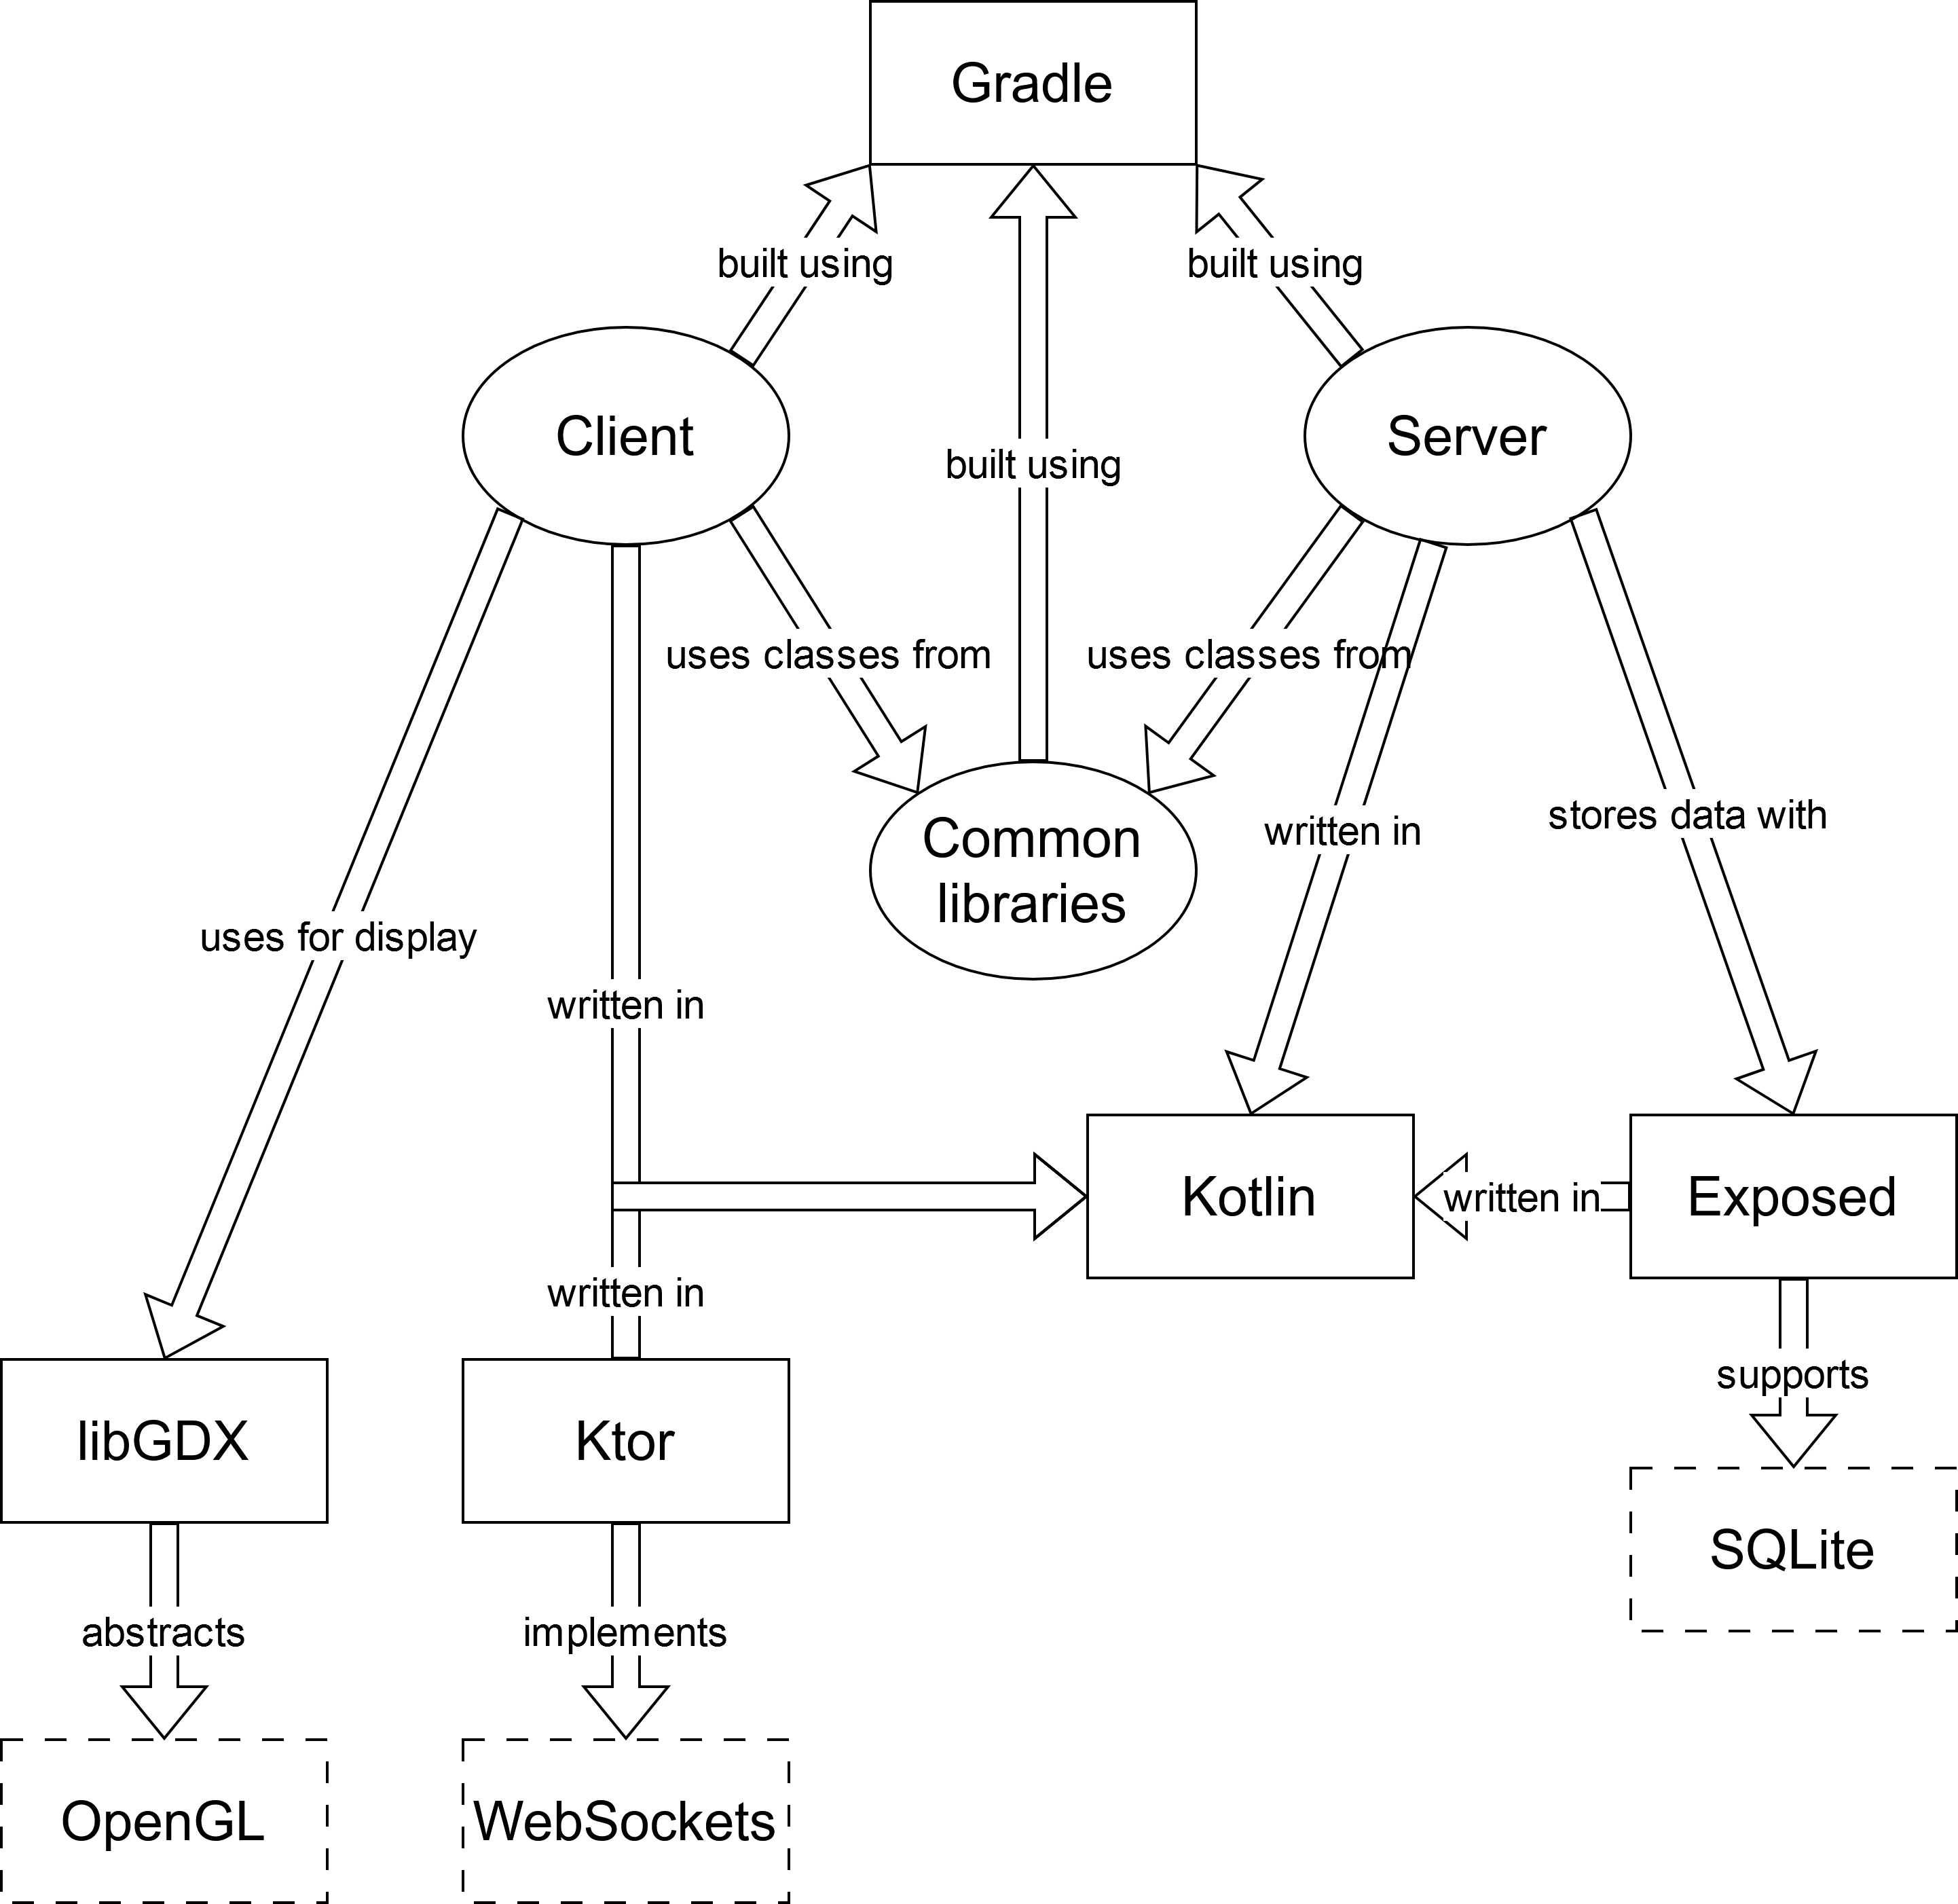 Gradle
built using
built using
Client
built using
Server
uses classes from
uses classes from
Common
libraries
written in
stores data with
uses for display
written in
Kotlin
written in
Exposed
written in
supports
libGDX
Ktor
SQLite
abstracts
implements
OpenGL
WebSockets